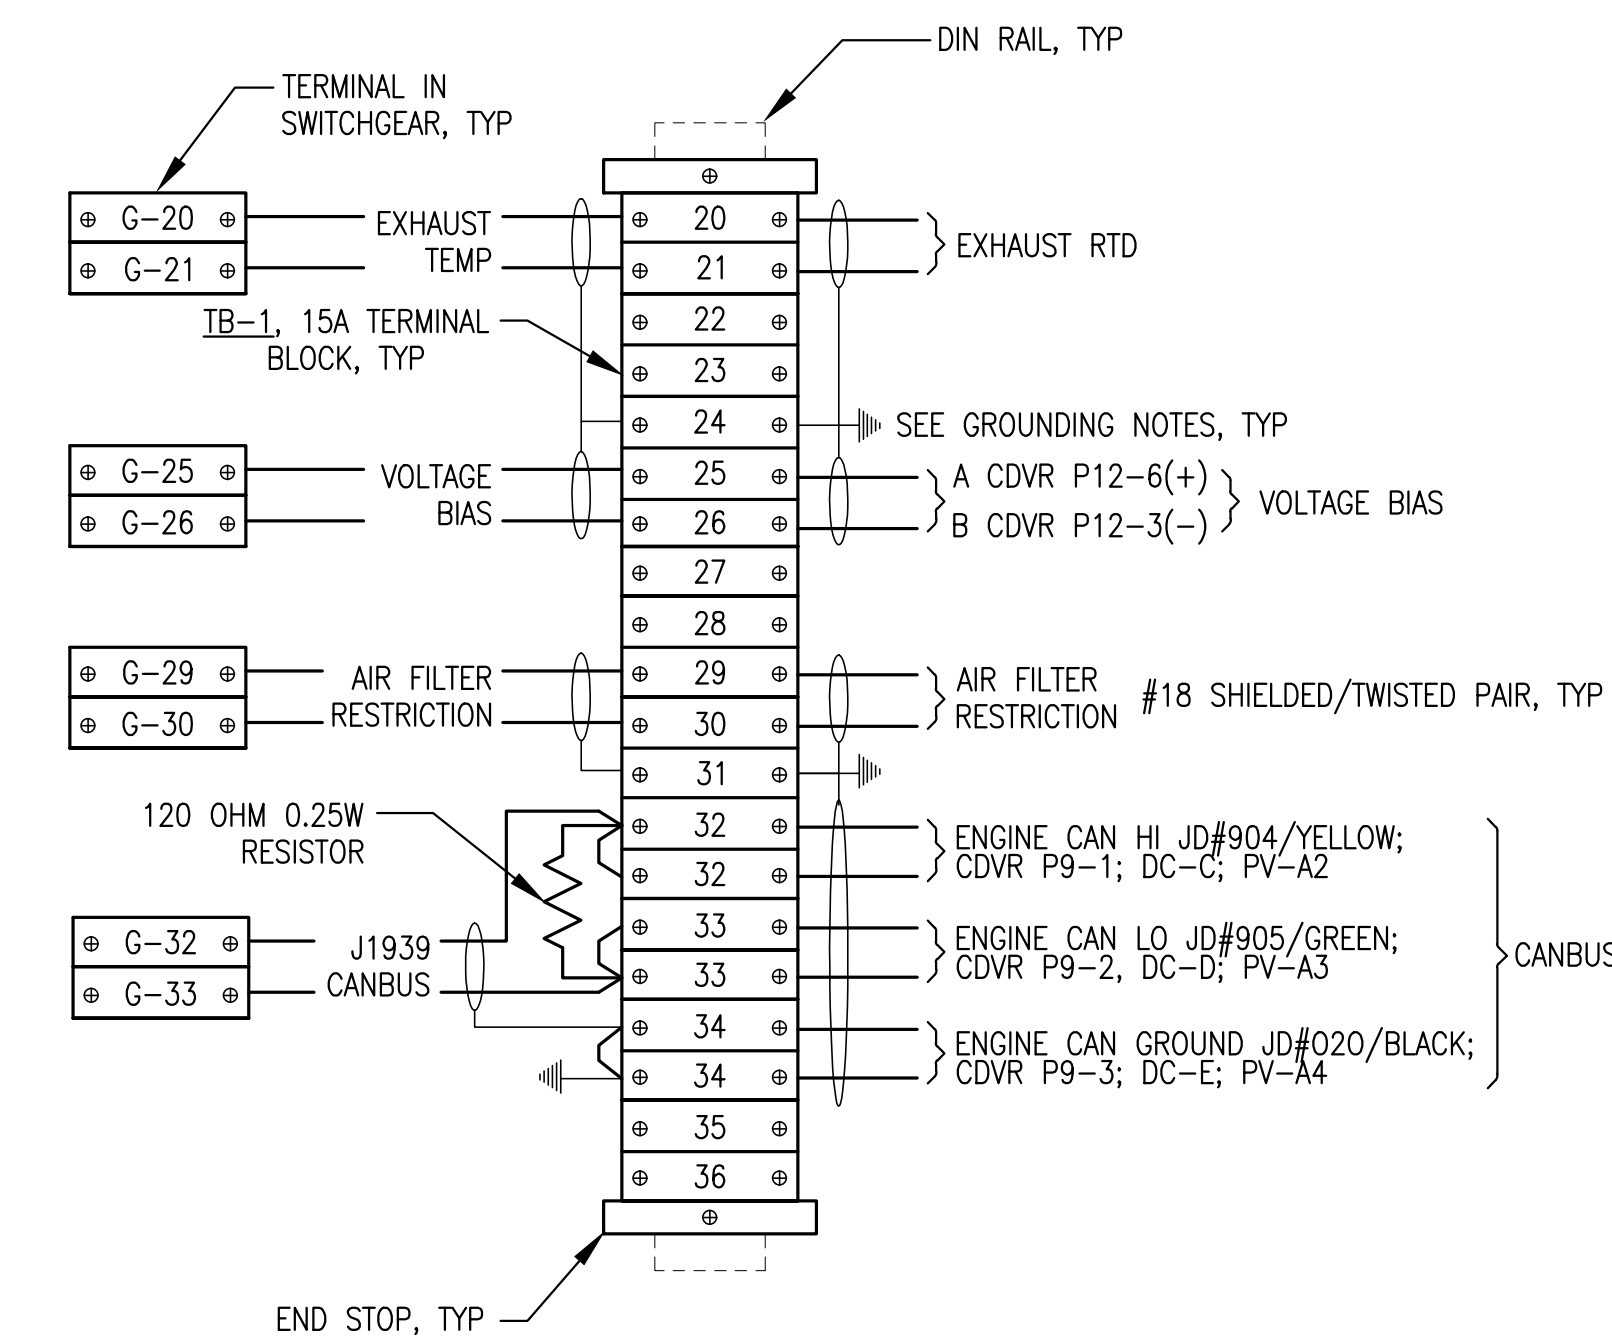 DIN RAIL, TYP
TERMINAL IN
SWITCHGEAR, TYP
G-20
G-21
EXHAUST
TEMP
20
21
EXHAUST RTD
TB-1, 15A TERMINAL
BLOCK, TYP
22
23
24
SEE GROUNDING NOTES, TYP
G-25
G-26
VOLTAGE
BIAS
25
26
A CDVR P12-6(+)
B CDVR P12-3(-)
VOLTAGE BIAS
27
28
G-29
G-30
AIR FILTER
RESTRICTION
29
30
AIR FILTER
RESTRICTION
#18 SHIELDED/TWISTED PAIR, TYP
31
120 OHM 0.25W
RESISTOR
32
32
ENGINE CAN HI JD#904/YELLOW;
CDVR P9-1; DC-C; PV-A2
G-32
G-33
J1939
CANBUS
33
33
ENGINE CAN LO JD#905/GREEN;
CDVR P9-2, DC-D; PV-A3
CANBUS
34
34
ENGINE CAN GROUND JD#020/BLACK;
CDVR P9-3; DC-E; PV-A4
35
36
END STOP, TYP